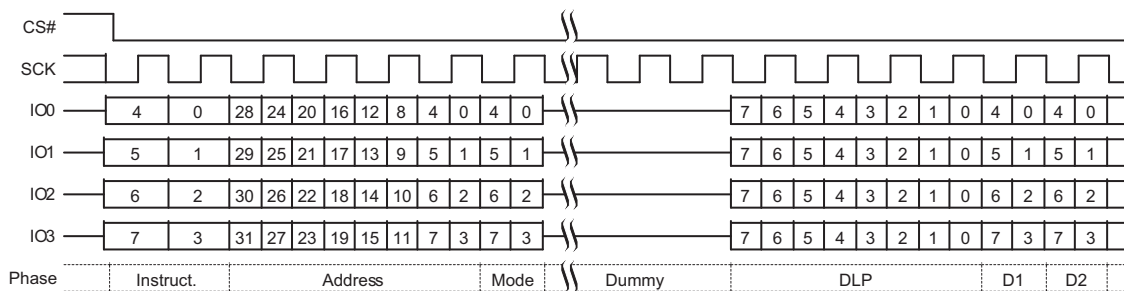 CS#
SCK
IO0 4 0 28 24 20 16 12 8 4 0 4 0 7 6 5 4 3 2 1 0 4 0 4 0
IO1 5 1 29 25 21 17 13 9 5 1 5 1 7 6 5 4 3 2 1 0 5 1 5 1
IO2 6 2 30 26 22 18 14 10 6 2 6 2 7 6 5 4 3 2 1 0 6 2 6 2
IO3 7 3 31 27 23 19 15 11 7 3 7 3 7 6 5 4 3 2 1 0 7 3 7 3
Phase Instruct. Address Mode Dummy DLP D1 D2